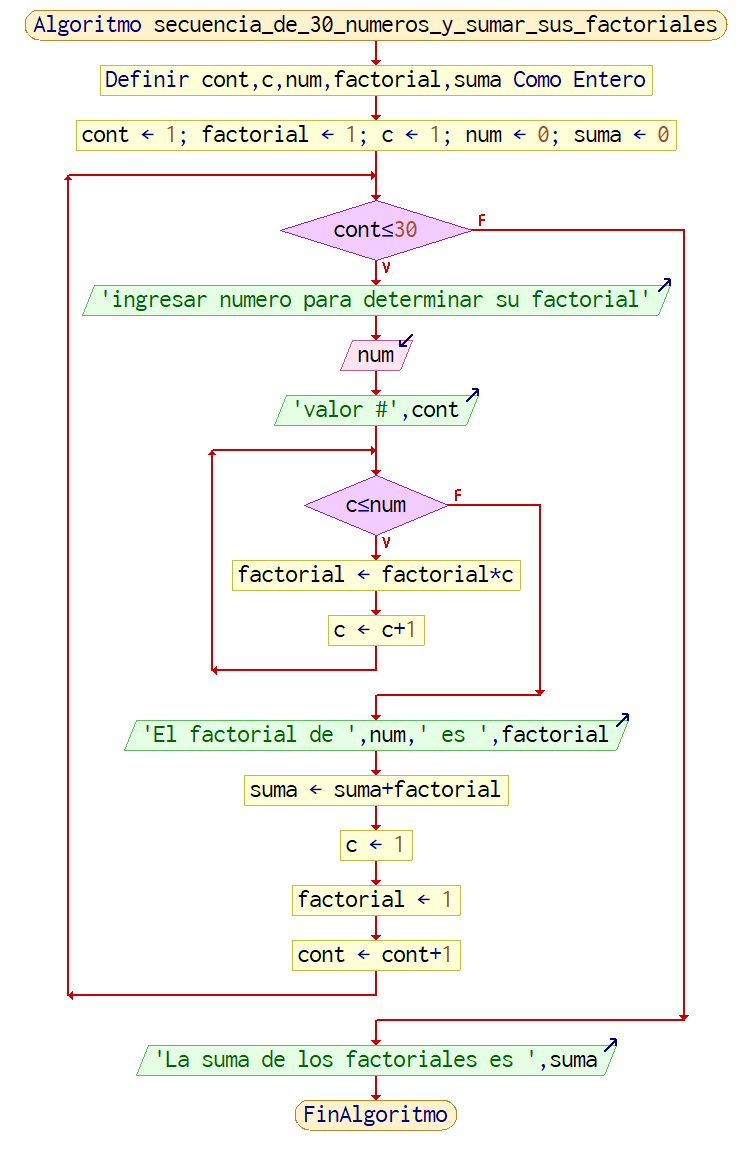 Algoritmo secuencia_de_30_numeros_y_sumar_sus_factoriales
Definir cont,c,num,factorial,suma Como Entero
cont ← 1; factorial ← 1; c ← 1; num ← 0; suma ← 0
cont≤30
F
V
'ingresar numero para determinar su factorial'
num
'valor #',cont
c≤num
F
V
factorial ← factorial*c
c ← c+1
'El factorial de ',num,' es ',factorial
suma ← suma+factorial
c ← 1
factorial ← 1
cont ← cont+1
'La suma de los factoriales es ',suma
FinAlgoritmo